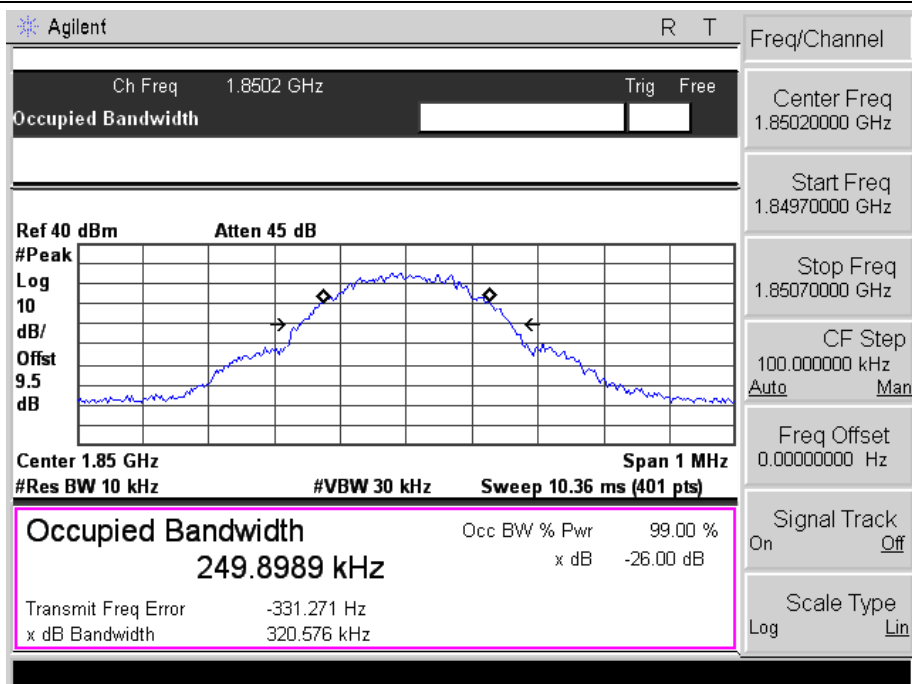 Agilent R T
Ch Freq 1.8502 GHz Trig Free
Occupied Bandwidth
Ref 40 dBm Atten 45 dB
#Peak
Log
10
dB/
Offst
9.5
dB
Center 1.85 GHz Span 1 MHz
#Res BW 10 kHz #VBW 30 kHz Sweep 10.36 ms (401 pts)
Occupied Bandwidth Occ BW % Pwr 99.00 %
249.8989 kHz x dB -26.00 dB
Transmit Freq Error -331.271 Hz
x dB Bandwidth 320.576 kHz
Freq/Channel
Center Freq
1.85020000 GHz
Start Freq
1.84970000 GHz
Stop Freq
1.85070000 GHz
CF Step
100.000000 kHz
Auto Man
Freq Offset
0.00000000 Hz
Signal Track
On Off
Scale Type
Log Lin